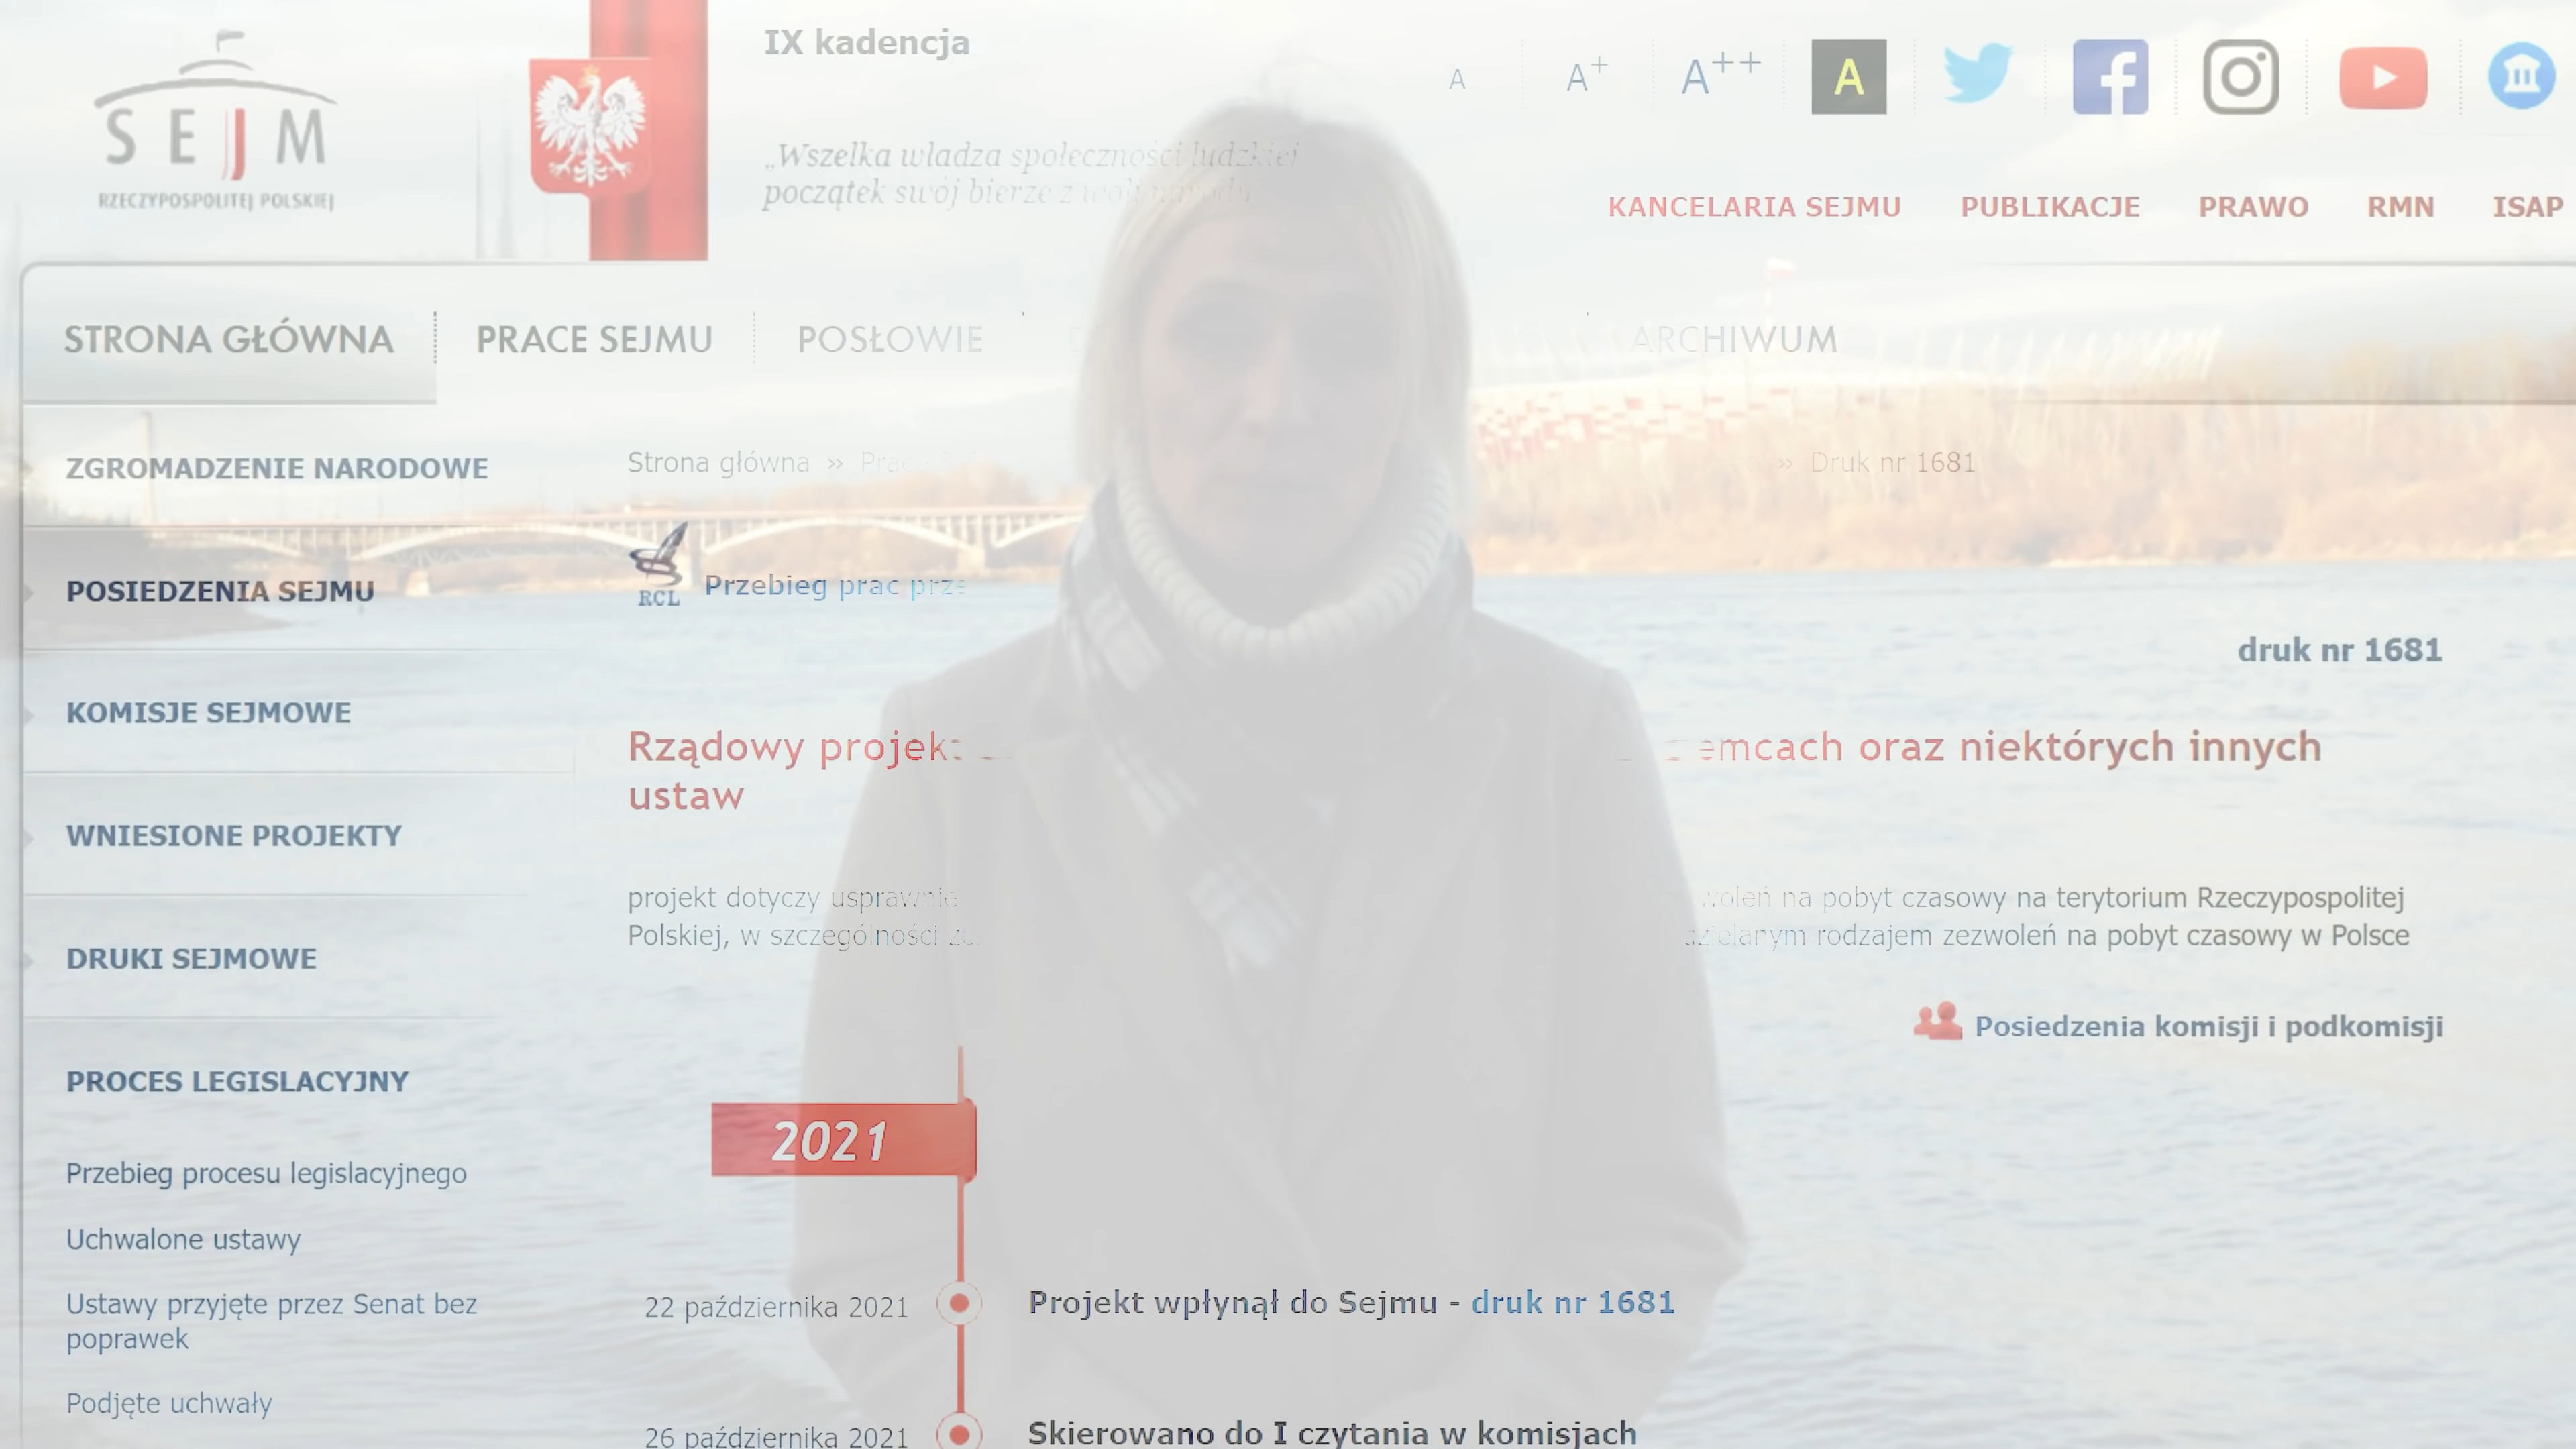 SEJM
RZECZYPOSPOLITEJ POLSKIEJ
IX kadencja
A A+ A++ A
„Wszelka władza społeczności ludzkiej
początek swój bierze z woli narodu
KANCELARIA SEJMU PUBLIKACJE PRAWO RMN ISAP
STRONA GŁÓWNA PRACE SEJMU POSŁOWIE ARCHIWUM
ZGROMADZENIE NARODOWE
POSIEDZENIA SEJMU
KOMISJE SEJMOWE
WNIESIONE PROJEKTY
DRUKI SEJMOWE
PROCES LEGISLACYJNY
Przebieg procesu legislacyjnego
Uchwalone ustawy
Ustawy przyjęte przez Senat bez
poprawek
Podjęte uchwały
Strona główna » » Druk nr 1681
RCL Przebieg prac
druk nr 1681
Rządowy projekt oraz niektórych innych
ustaw
projekt dotyczy na pobyt czasowy na terytorium Rzeczypospolitej
Polskiej, w szczególności rodzajem zezwoleń na pobyt czasowy w Polsce
Posiedzenia komisji i podkomisji
2021
22 października 2021 Projekt wpłynął do Sejmu - druk nr 1681
26 października 2021 Skierowano do I czytania w komisjach